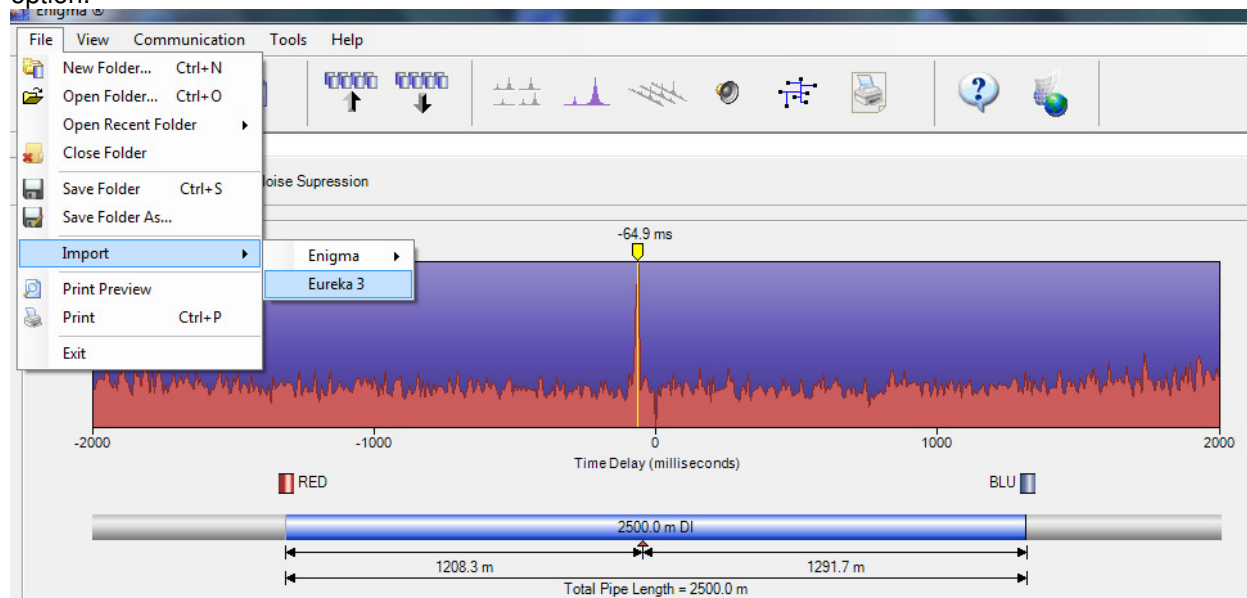 option.
Enigma ®
File View Communication Tools Help
New Folder... Ctrl+N
Open Folder... Ctrl+O
Open Recent Folder
Close Folder
Save Folder Ctrl+S
Save Folder As...
Import
Print Preview
Print Ctrl+P
Exit
Enigma
Eureka 3
oise Supression
-64.9 ms
-2000 -1000 0 1000 2000
Time Delay (milliseconds)
RED BLU
2500.0 m DI
1208.3 m 1291.7 m
Total Pipe Length = 2500.0 m